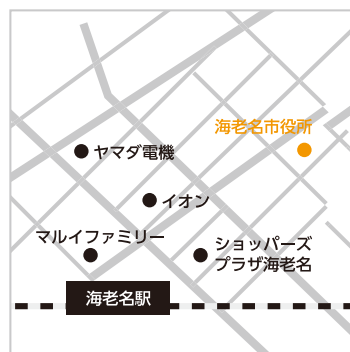 海老名市役所
ヤマダ電機
イオン
マルイファミリー
ショッパーズ
プラザ海老名
海老名駅